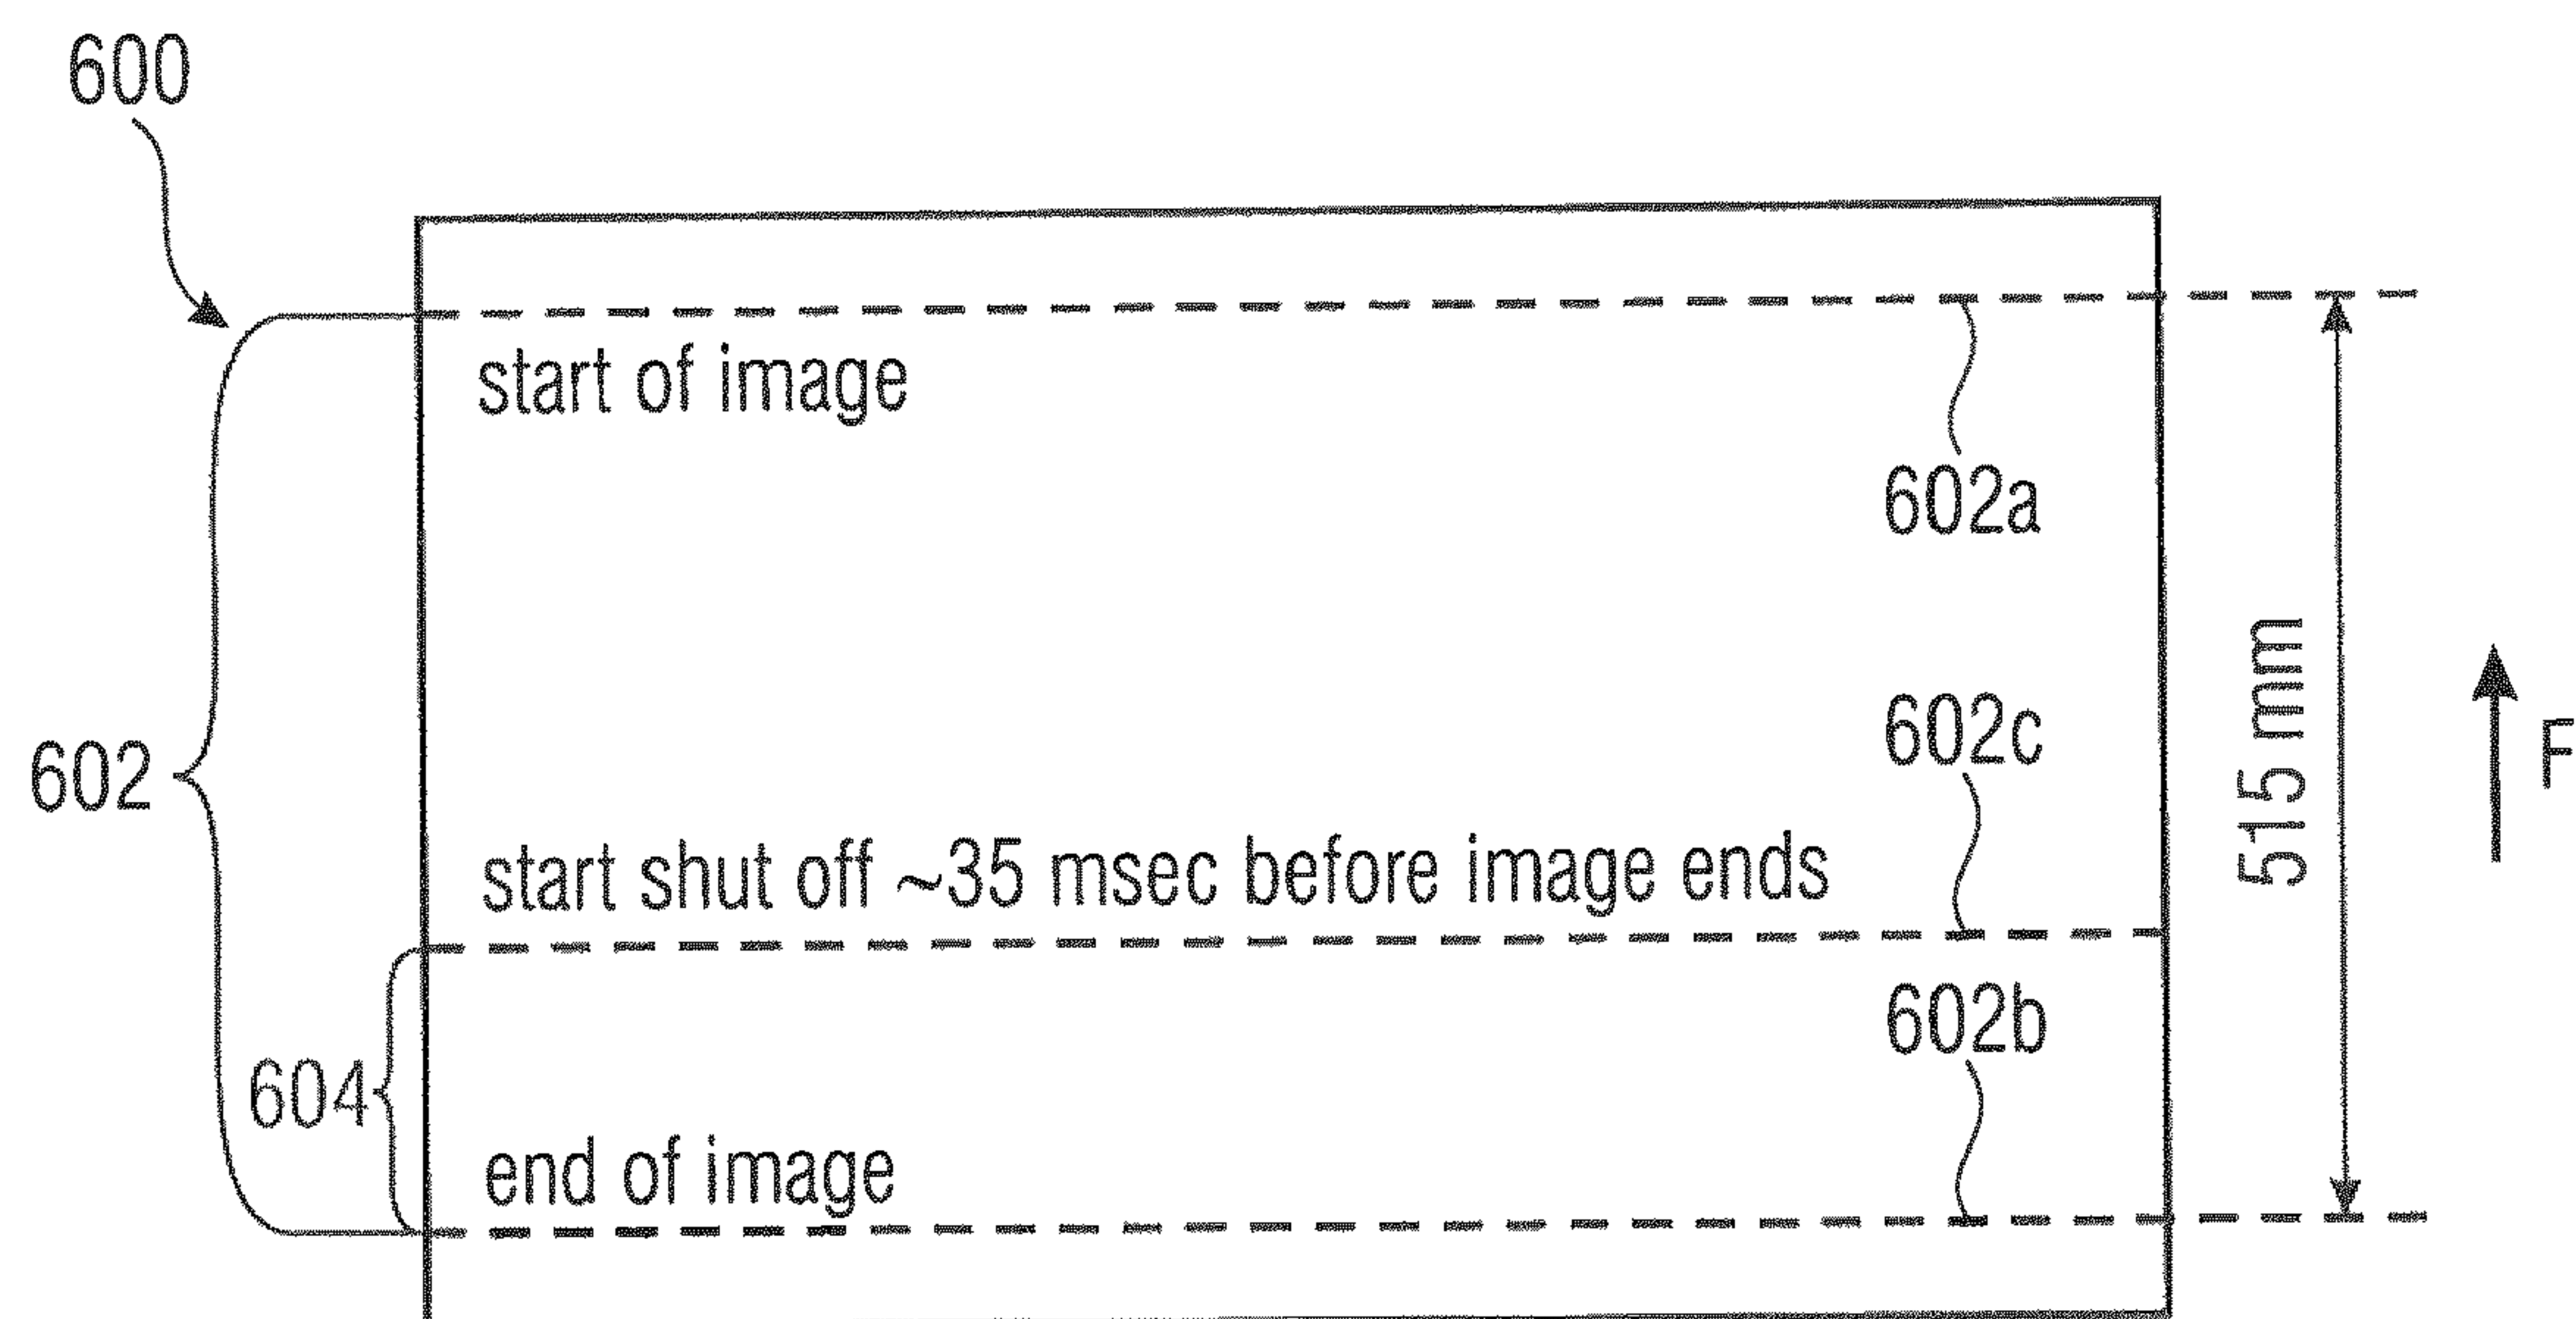 600
start of image
602a
602c
515 mm
F
602
start shut off ~35 msec before image ends
602b
604
end of image